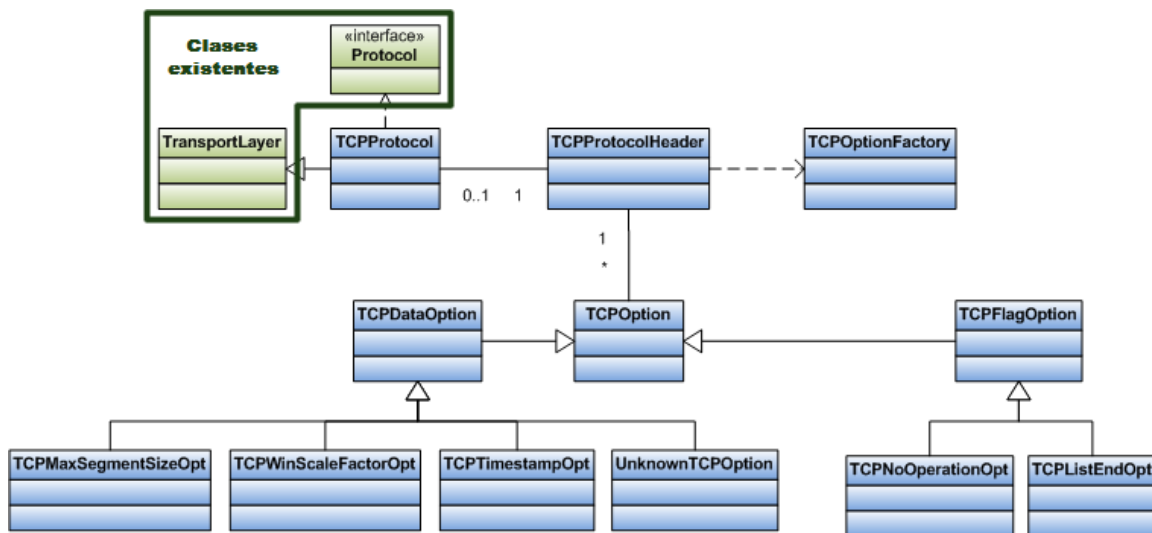 Clases
existentes
«interface»
Protocol
TransportLayer
TCPProtocol
TCPProtocolHeader
TCPOptionFactory
0..1
1
1
*
TCPDataOption
TCPOption
TCPFlagOption
TCPMaxSegmentSizeOpt
TCPWinScaleFactorOpt
TCPTimestampOpt
UnknownTCPOption
TCPNoOperationOpt
TCPListEndOpt